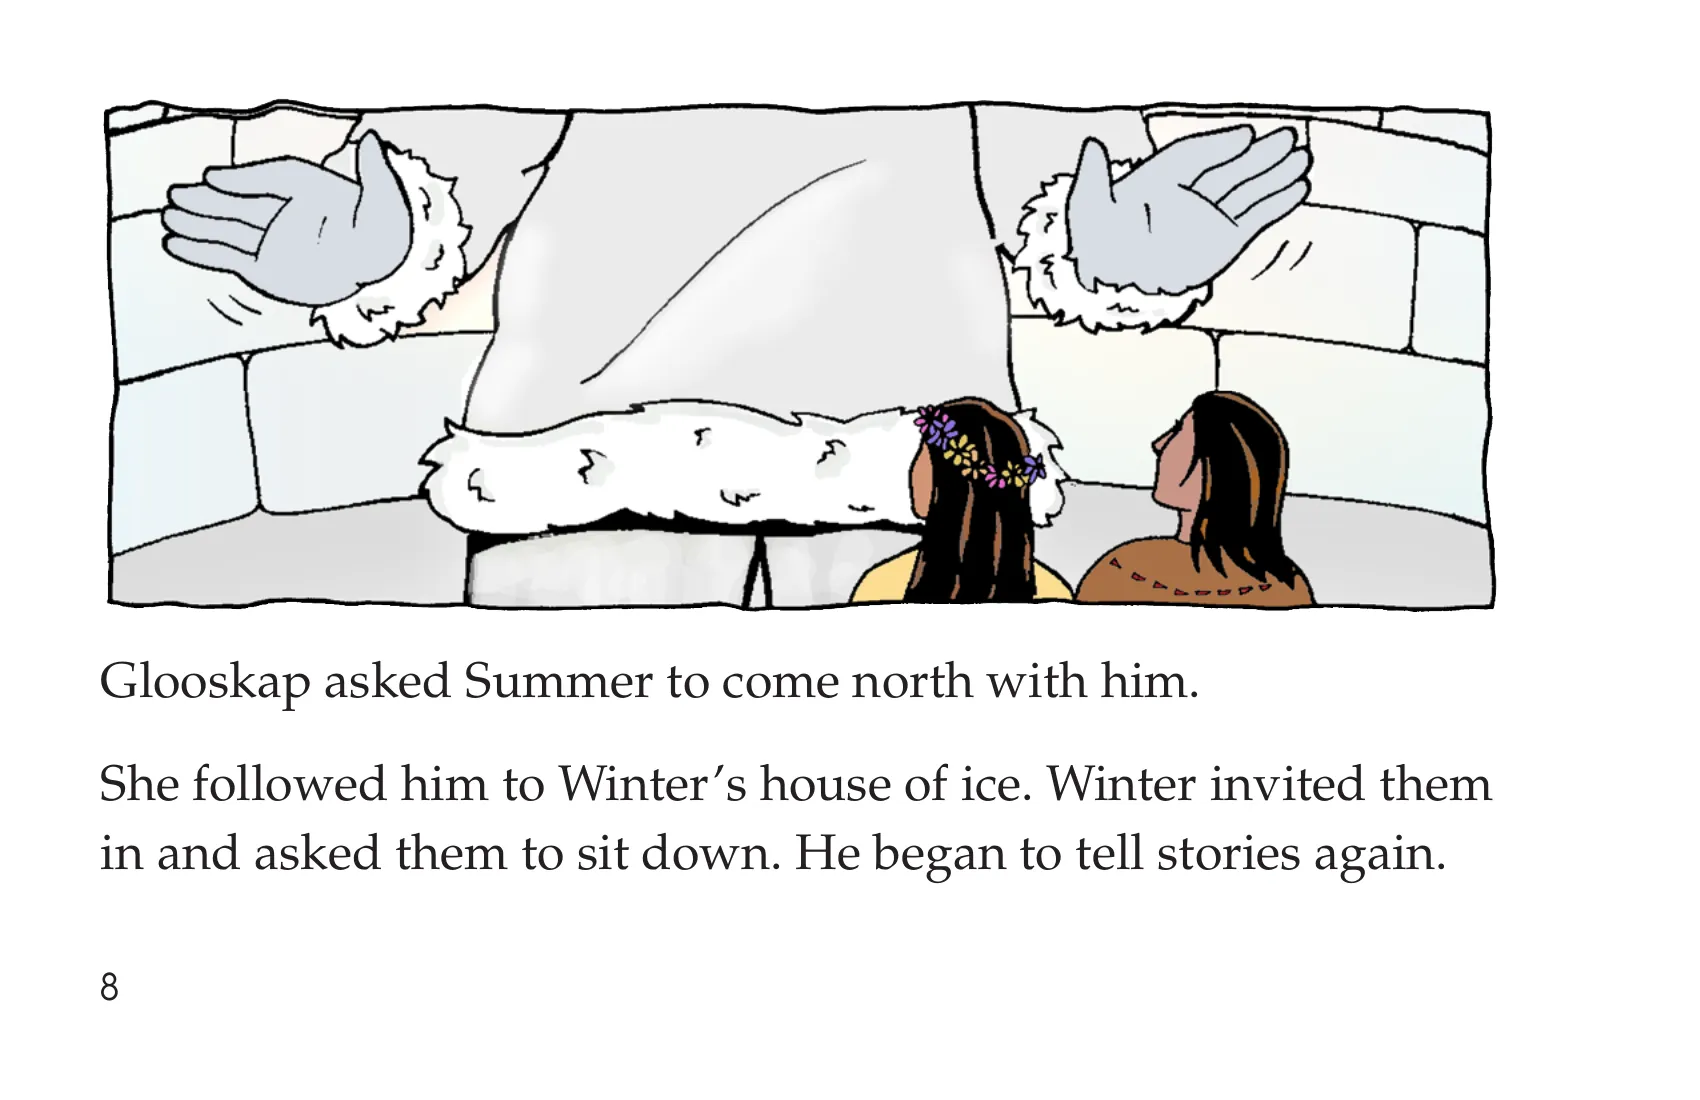 Glooskap asked Summer to come north with him.
She followed him to Winter’s house of ice. Winter invited them
in and asked them to sit down. He began to tell stories again.
8